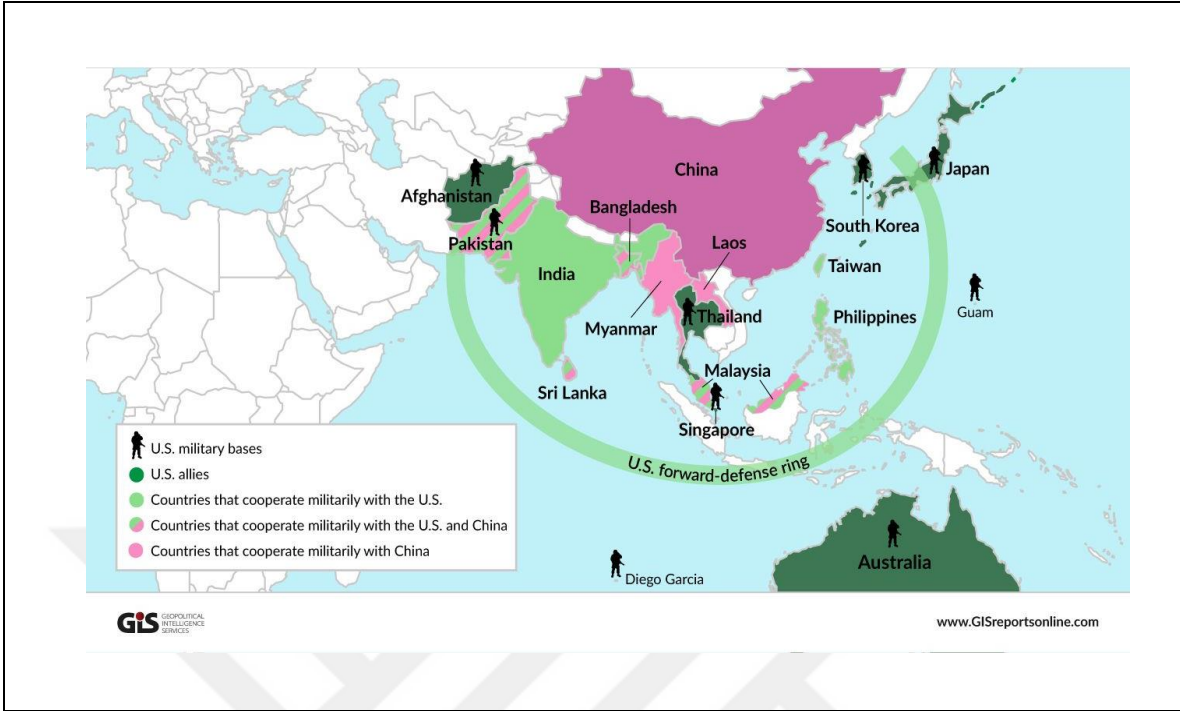 China
Afghanistan
Japan
Bangladesh
South Korea
Pakistan
Laos
India
Taiwan
Thailand
Guam
Myanmar
Philippines
Malaysia
Sri Lanka
Singapore
U.S. forward-defense ring
U.S. military bases
U.S. allies
Countries that cooperate militarily with the U.S.
Countries that cooperate militarily with the U.S. and China
Countries that cooperate militarily with China
Australia
Diego Garcia
GIS
GEOPOLITICAL
INTELLIGENCE
SERVICES
www.GISreportsonline.com